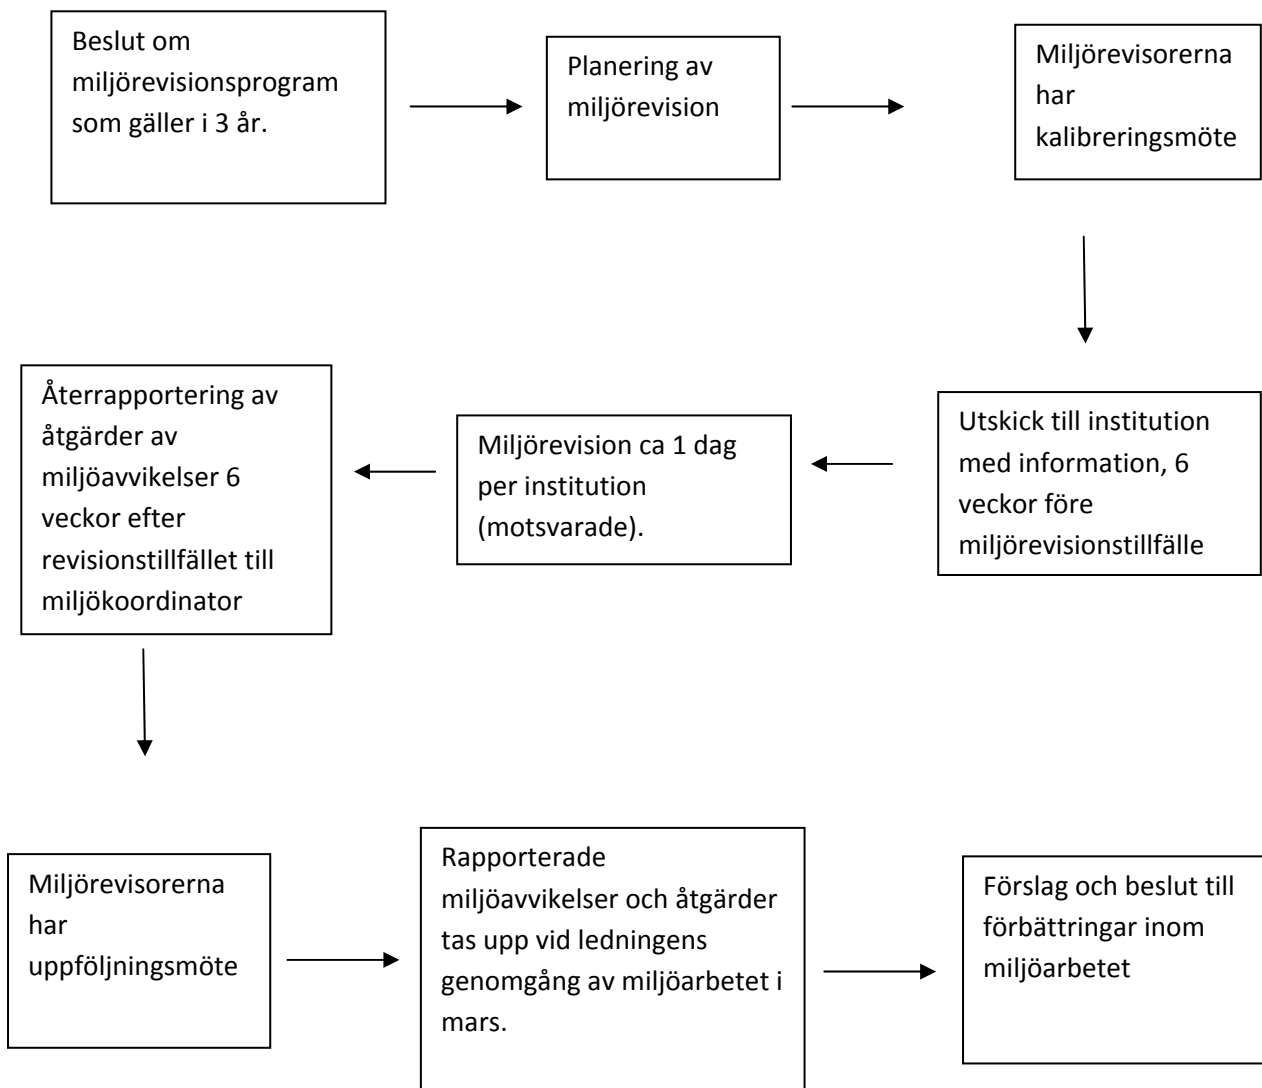 Beslut om
miljörevisionsprogram
som gäller i 3 år.
Planering av
miljörevision
Miljörevisorerna
har
kalibreringsmöte
Utskick till institution
med information, 6
veckor före
miljörevisionstillfälle
Miljörevision ca 1 dag
per institution
(motsvarade).
Återrapportering av
åtgärder av
miljöavvikelser 6
veckor efter
revisionstillfället till
miljökoordinator
Miljörevisorerna
har
uppföljningsmöte
Rapporterade
miljöavvikelser och åtgärder
tas upp vid ledningens
genomgång av miljöarbetet i
mars.
Förslag och beslut till
förbättringar inom
miljöarbetet